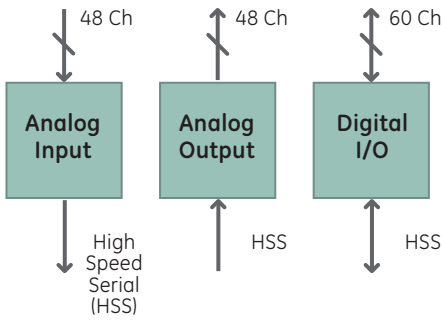 48 Ch
48 Ch
60 Ch
Analog
Input
Analog
Output
Digital
I/O
High
Speed
Serial
(HSS)
HSS
HSS